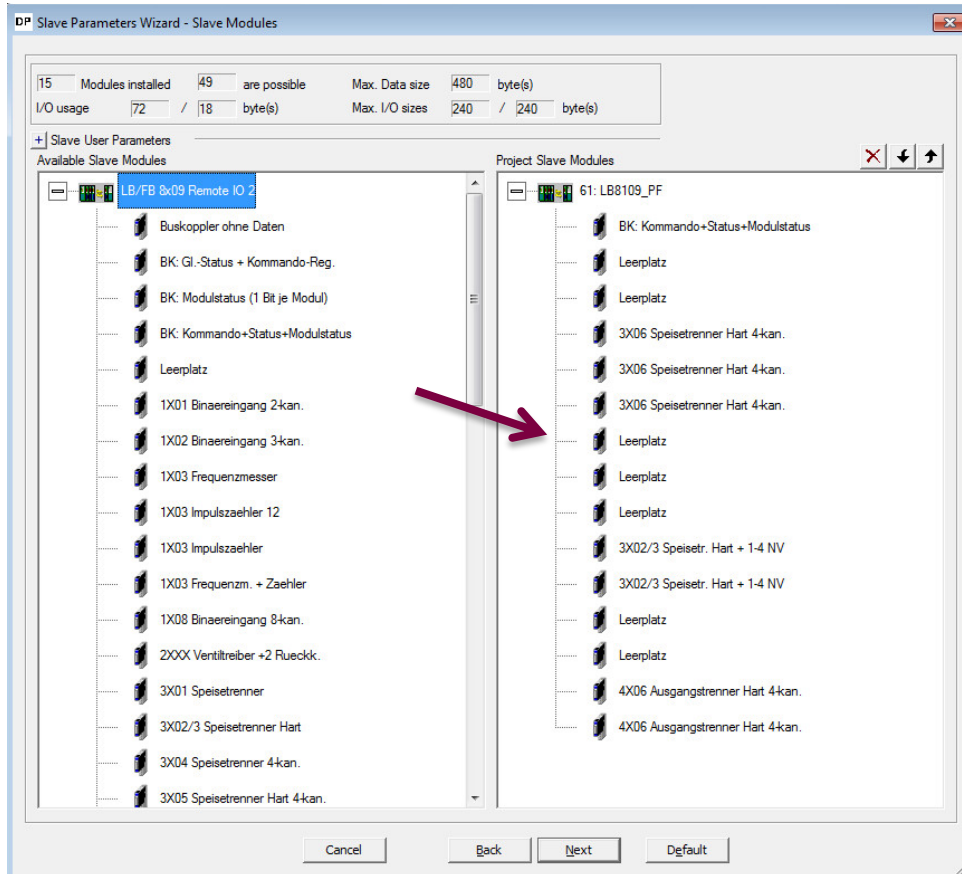 DP Slave Parameters Wizard - Slave Modules
15 Modules installed 49 are possible Max. Data size 480 byte(s)
I/O usage 72 / 18 byte(s) Max. I/O sizes 240 / 240 byte(s)
+ Slave User Parameters
Available Slave Modules
LB/FB 8x09 Remote IO 2
Buskoppler ohne Daten
BK: Gl.-Status + Kommando-Reg.
BK: Modulstatus (1 Bit je Modul)
BK: Kommando+Status+Modulstatus
Leerplatz
1X01 Binaereingang 2-kan.
1X02 Binaereingang 3-kan.
1X03 Frequenzmesser
1X03 Impulszaehler 12
1X03 Impulszaehler
1X03 Frequenzm. + Zaehler
1X08 Binaereingang 8-kan.
2XXX Ventiltreiber +2 Rueckk.
3X01 Speisetrenner
3X02/3 Speisetrenner Hart
3X04 Speisetrenner 4-kan.
3X05 Speisetrenner Hart 4-kan.
Project Slave Modules
61: LB8109_PF
BK: Kommando+Status+Modulstatus
Leerplatz
Leerplatz
3X06 Speisetrenner Hart 4-kan.
3X06 Speisetrenner Hart 4-kan.
3X06 Speisetrenner Hart 4-kan.
Leerplatz
Leerplatz
Leerplatz
3X02/3 Speisetr. Hart + 1-4 NV
3X02/3 Speisetr. Hart + 1-4 NV
Leerplatz
Leerplatz
4X06 Ausgangstrenner Hart 4-kan.
4X06 Ausgangstrenner Hart 4-kan.
Cancel Back Next Default